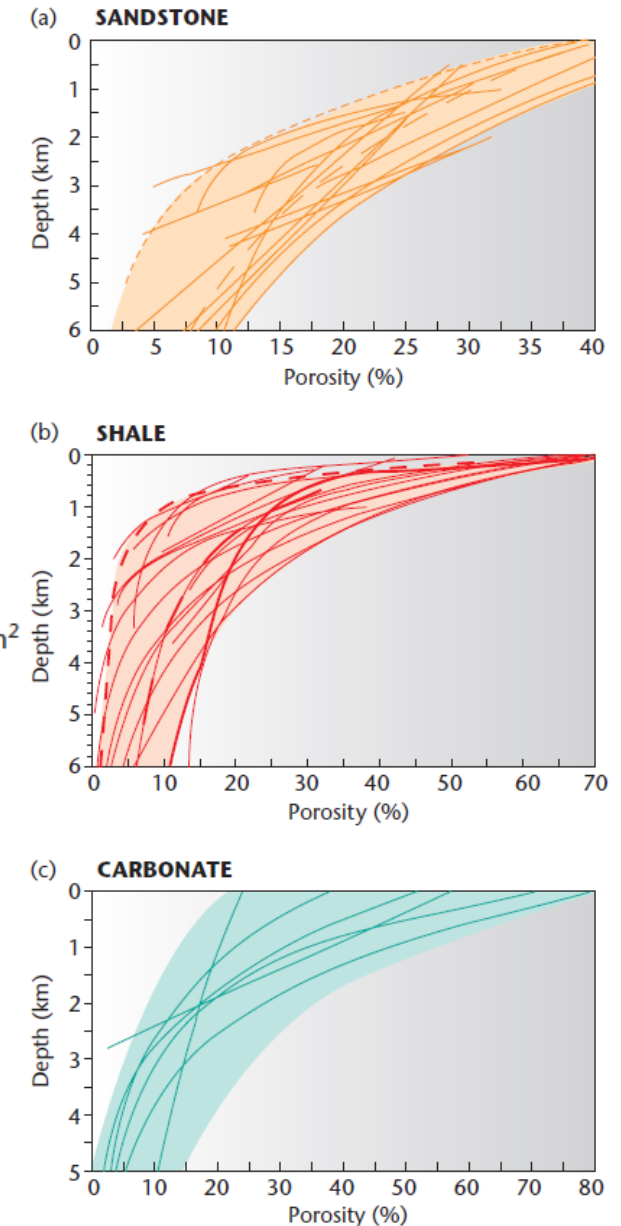 (a) SANDSTONE
0
1
2
3
4
5
6
Depth (km)
0 5 10 15 20 25 30 35 40
Porosity (%)
(b) SHALE
0
1
2
3
4
5
6
Depth (km)
n²
0 10 20 30 40 50 60 70
Porosity (%)
(c) CARBONATE
0
1
2
3
4
5
Depth (km)
0 10 20 30 40 50 60 70 80
Porosity (%)